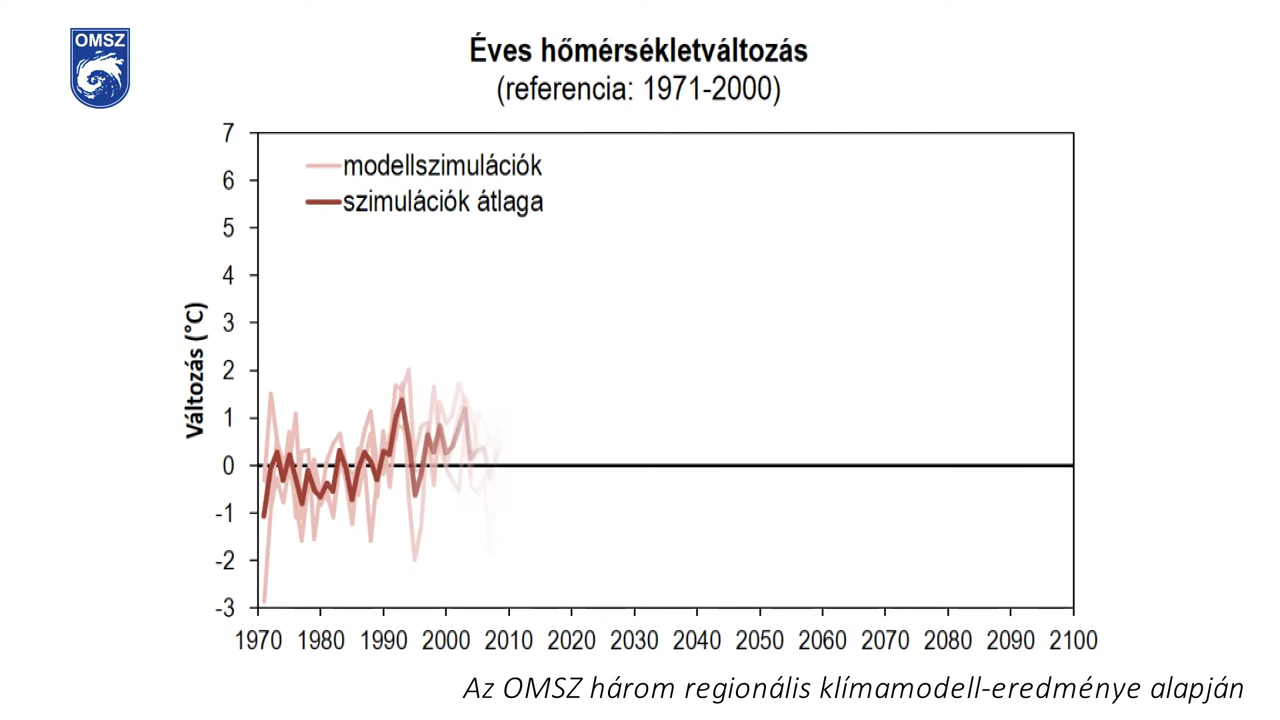 OMSZ
Éves hőmérsékletváltozás
(referencia: 1971-2000)
modellszimulációk
szimulációk átlaga
Változás (°C)
7
6
5
4
3
2
1
0
-1
-2
-3
1970 1980 1990 2000 2010 2020 2030 2040 2050 2060 2070 2080 2090 2100
Az OMSZ három regionális klímamodell-eredménye alapján